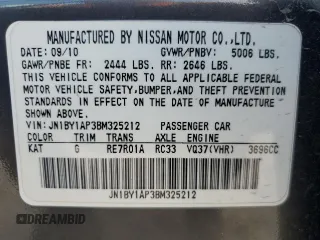 MANUFACTURED BY NISSAN MOTOR CO.,LTD.
DATE: 09/10 GVWR/PNBV: 5006 LBS.
GAWR/PNBE FR: 2444 LBS. RR: 2646 LBS.
THIS VEHICLE CONFORMS TO ALL APPLICABLE FEDERAL
MOTOR VEHICLE SAFETY,BUMPER,AND THEFT PREVENTION
STANDARDS IN EFFECT ON THE DATE OF MANUFACTURE
SHOWN ABOVE.
VIN:JN1BY1AP3BM325212 PASSENGER CAR
COLOR TRIM TRANS AXLE ENGINE
KAT G RE7R01A RC33 VQ37(VHR) 3696CC
JN1BY1AP3BM325212
© AutoBidMaster